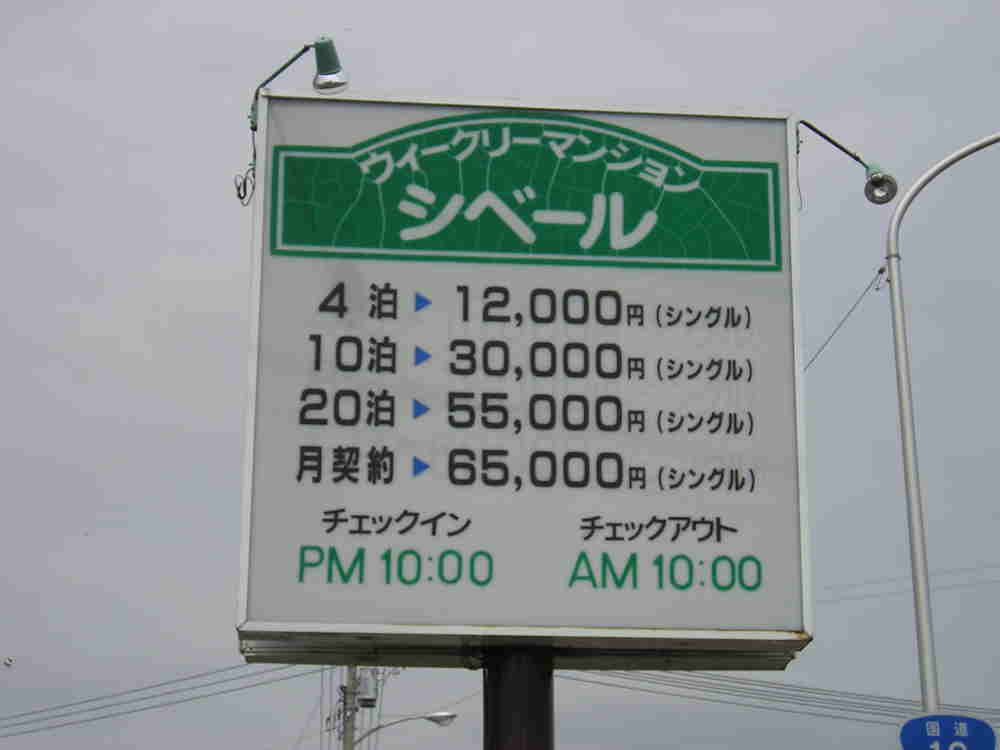 ウィークリーマンション
シベール
4泊▶12,000円(シングル)
10泊▶30,000円(シングル)
20泊▶55,000円(シングル)
月契約▶65,000円(シングル)
チェックイン チェックアウト
PM 10:00 AM 10:00
国道